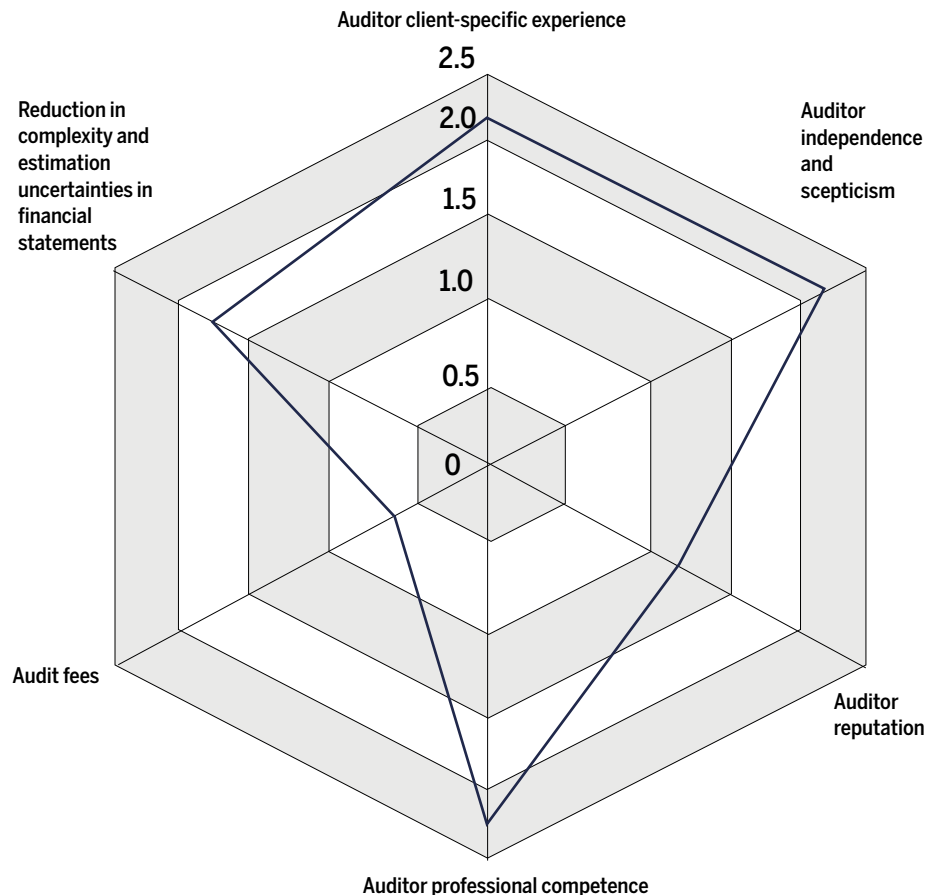 Auditor client-specific experience
2.5
Reduction in
complexity and
estimation
uncertainties in
financial
statements
Auditor
independence
and
scepticism
2.0
1.5
1.0
0.5
0
Audit fees
Auditor
reputation
Auditor professional competence